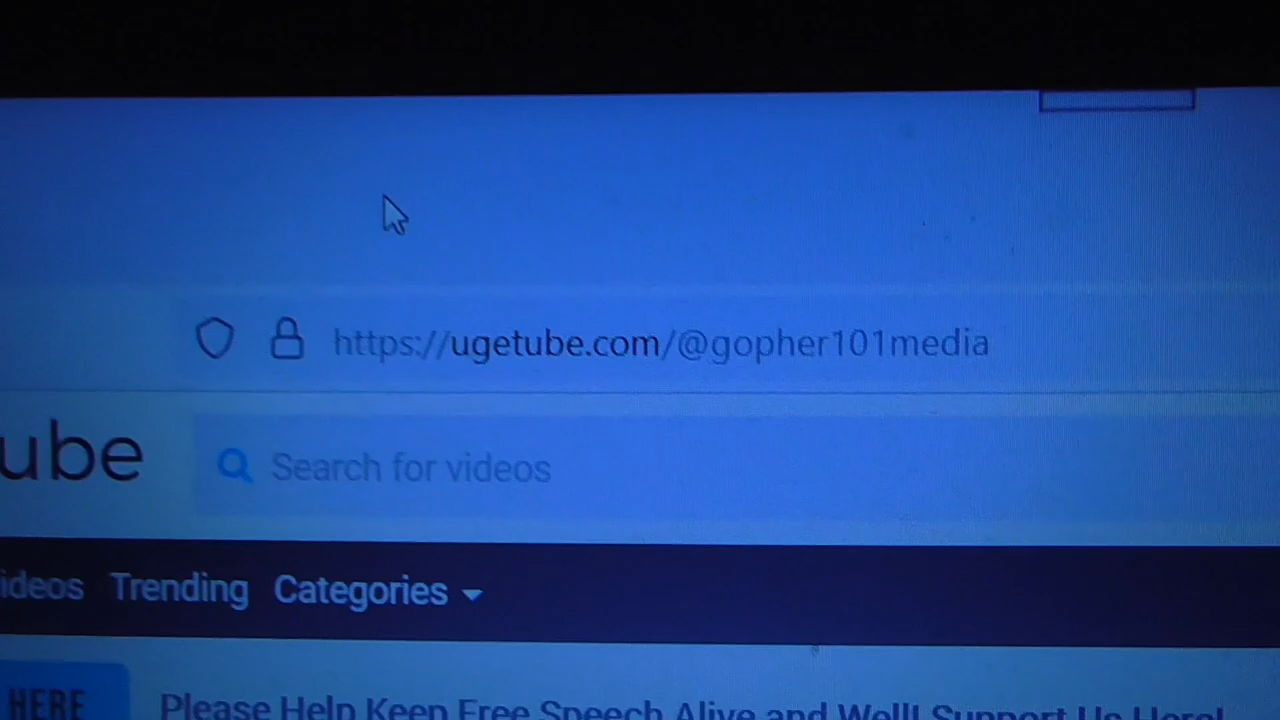 https://ugetube.com/@gopher101media
ube
Search for videos
ideos Trending Categories
HERE
Please Help Keep Free Speech Alive and Well! Support Us Here!